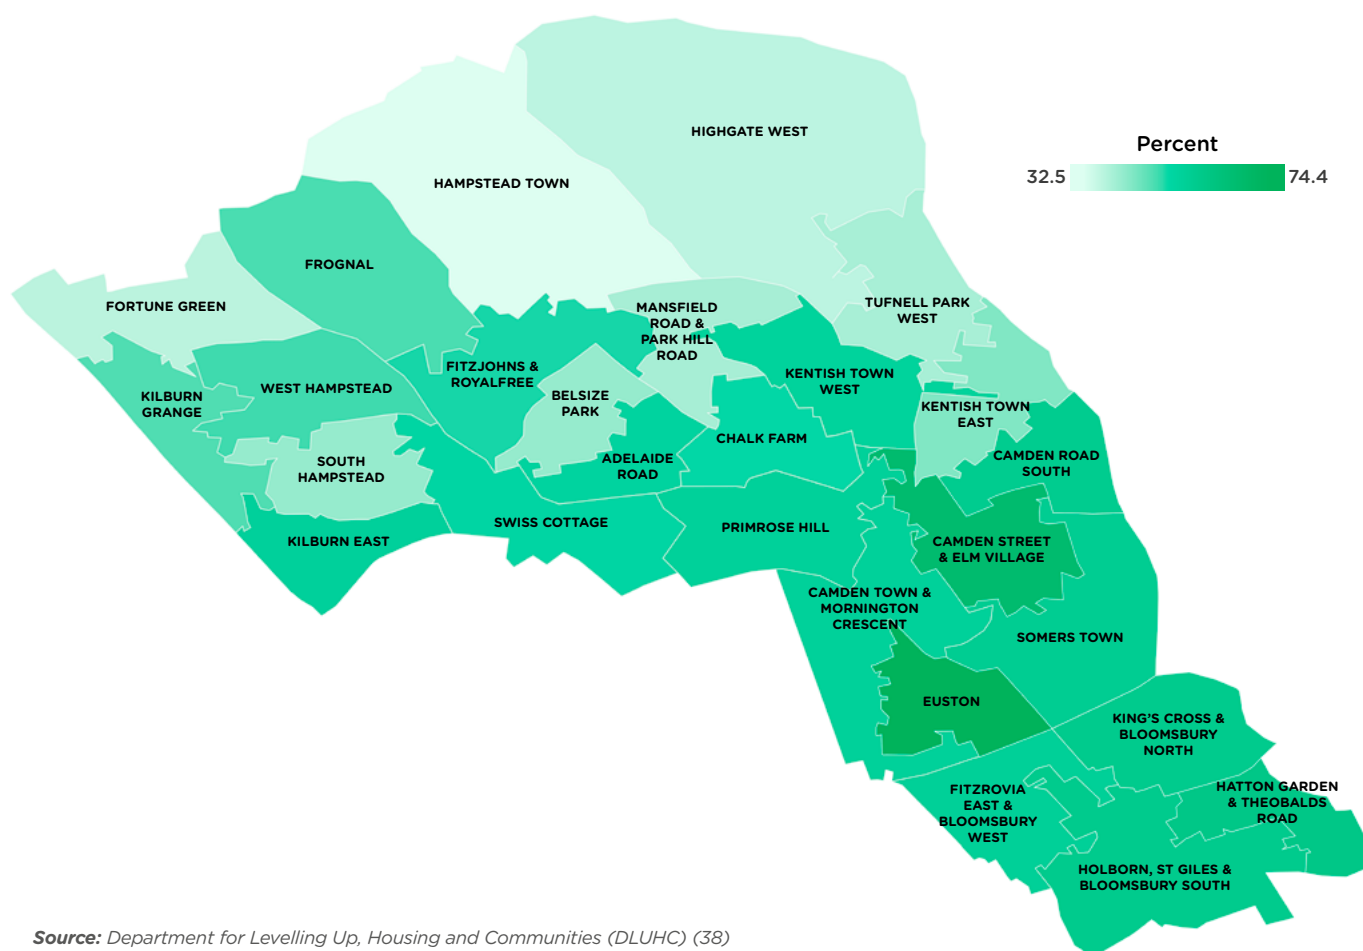 HIGHGATE WEST
Percent
32.5
74.4
HAMPSTEAD TOWN
FROGNAL
FORTUNE GREEN
MANSFIELD
ROAD &
PARK HILL
ROAD
TUFNELL PARK
WEST
FITZJOHNS &
ROYALFREE
KENTISH TOWN
WEST
WEST HAMPSTEAD
KILBURN
GRANGE
BELSIZE
PARK
KENTISH TOWN
EAST
CHALK FARM
CAMDEN ROAD
SOUTH
SOUTH
HAMPSTEAD
ADELAIDE
ROAD
SWISS COTTAGE
PRIMROSE HILL
KILBURN EAST
CAMDEN STREET
& ELM VILLAGE
CAMDEN TOWN &
MORNINGTON
CRESCENT
SOMERS TOWN
EUSTON
KING'S CROSS &
BLOOMSBURY
NORTH
FITZROVIA
EAST &
BLOOMSBURY
WEST
HATTON GARDEN
& THEOBALDS
ROAD
HOLBORN, ST GILES &
BLOOMSBURY SOUTH
Source: Department for Levelling Up, Housing and Communities (DLUHC) (38)